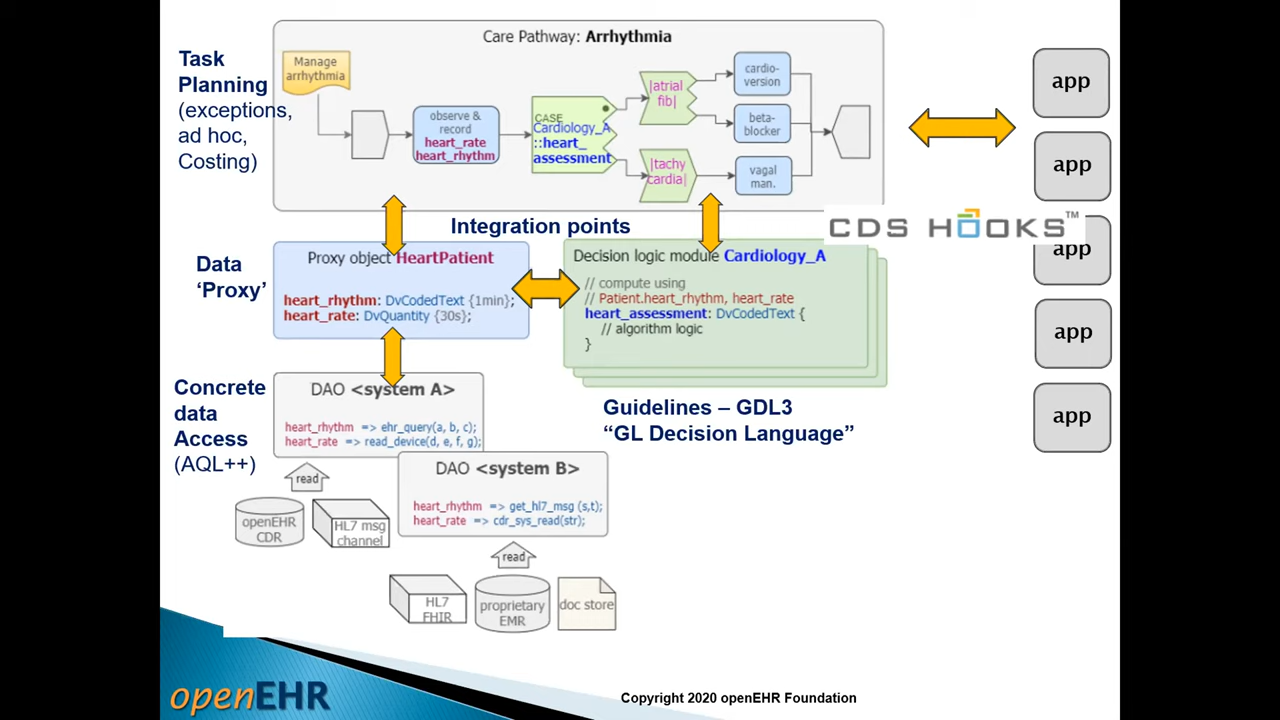 Care Pathway: Arrhythmia
Task
Planning
(exceptions,
ad hoc,
Costing)
Manage
arrhythmia
observe &
record
heart_rate
heart_rhythm
CASE
Cardiology_A
::heart_
assessment
|atrial
fib|
|tachy
cardia|
cardio-
version
beta-
blocker
vagal
man.
app
app
app
app
app
CDS HOOKS™
Integration points
Data
‘Proxy’
Proxy object HeartPatient
heart_rhythm: DvCodedText {1min};
heart_rate: DvQuantity {30s};
Decision logic module Cardiology_A
// compute using
// Patient.heart_rhythm, heart_rate
heart_assessment: DvCodedText {
// algorithm logic
}
Guidelines – GDL3
“GL Decision Language”
Concrete
data
Access
(AQL++)
DAO <system A>
heart_rhythm => ehr_query(a, b, c);
heart_rate => read_device(d, e, f, g);
read
openEHR
CDR
HL7 msg
channel
DAO <system B>
heart_rhythm => get_hl7_msg (s,t);
heart_rate => cdr_sys_read(str);
read
HL7
FHIR
proprietary
EMR
doc store
openEHR
Copyright 2020 openEHR Foundation